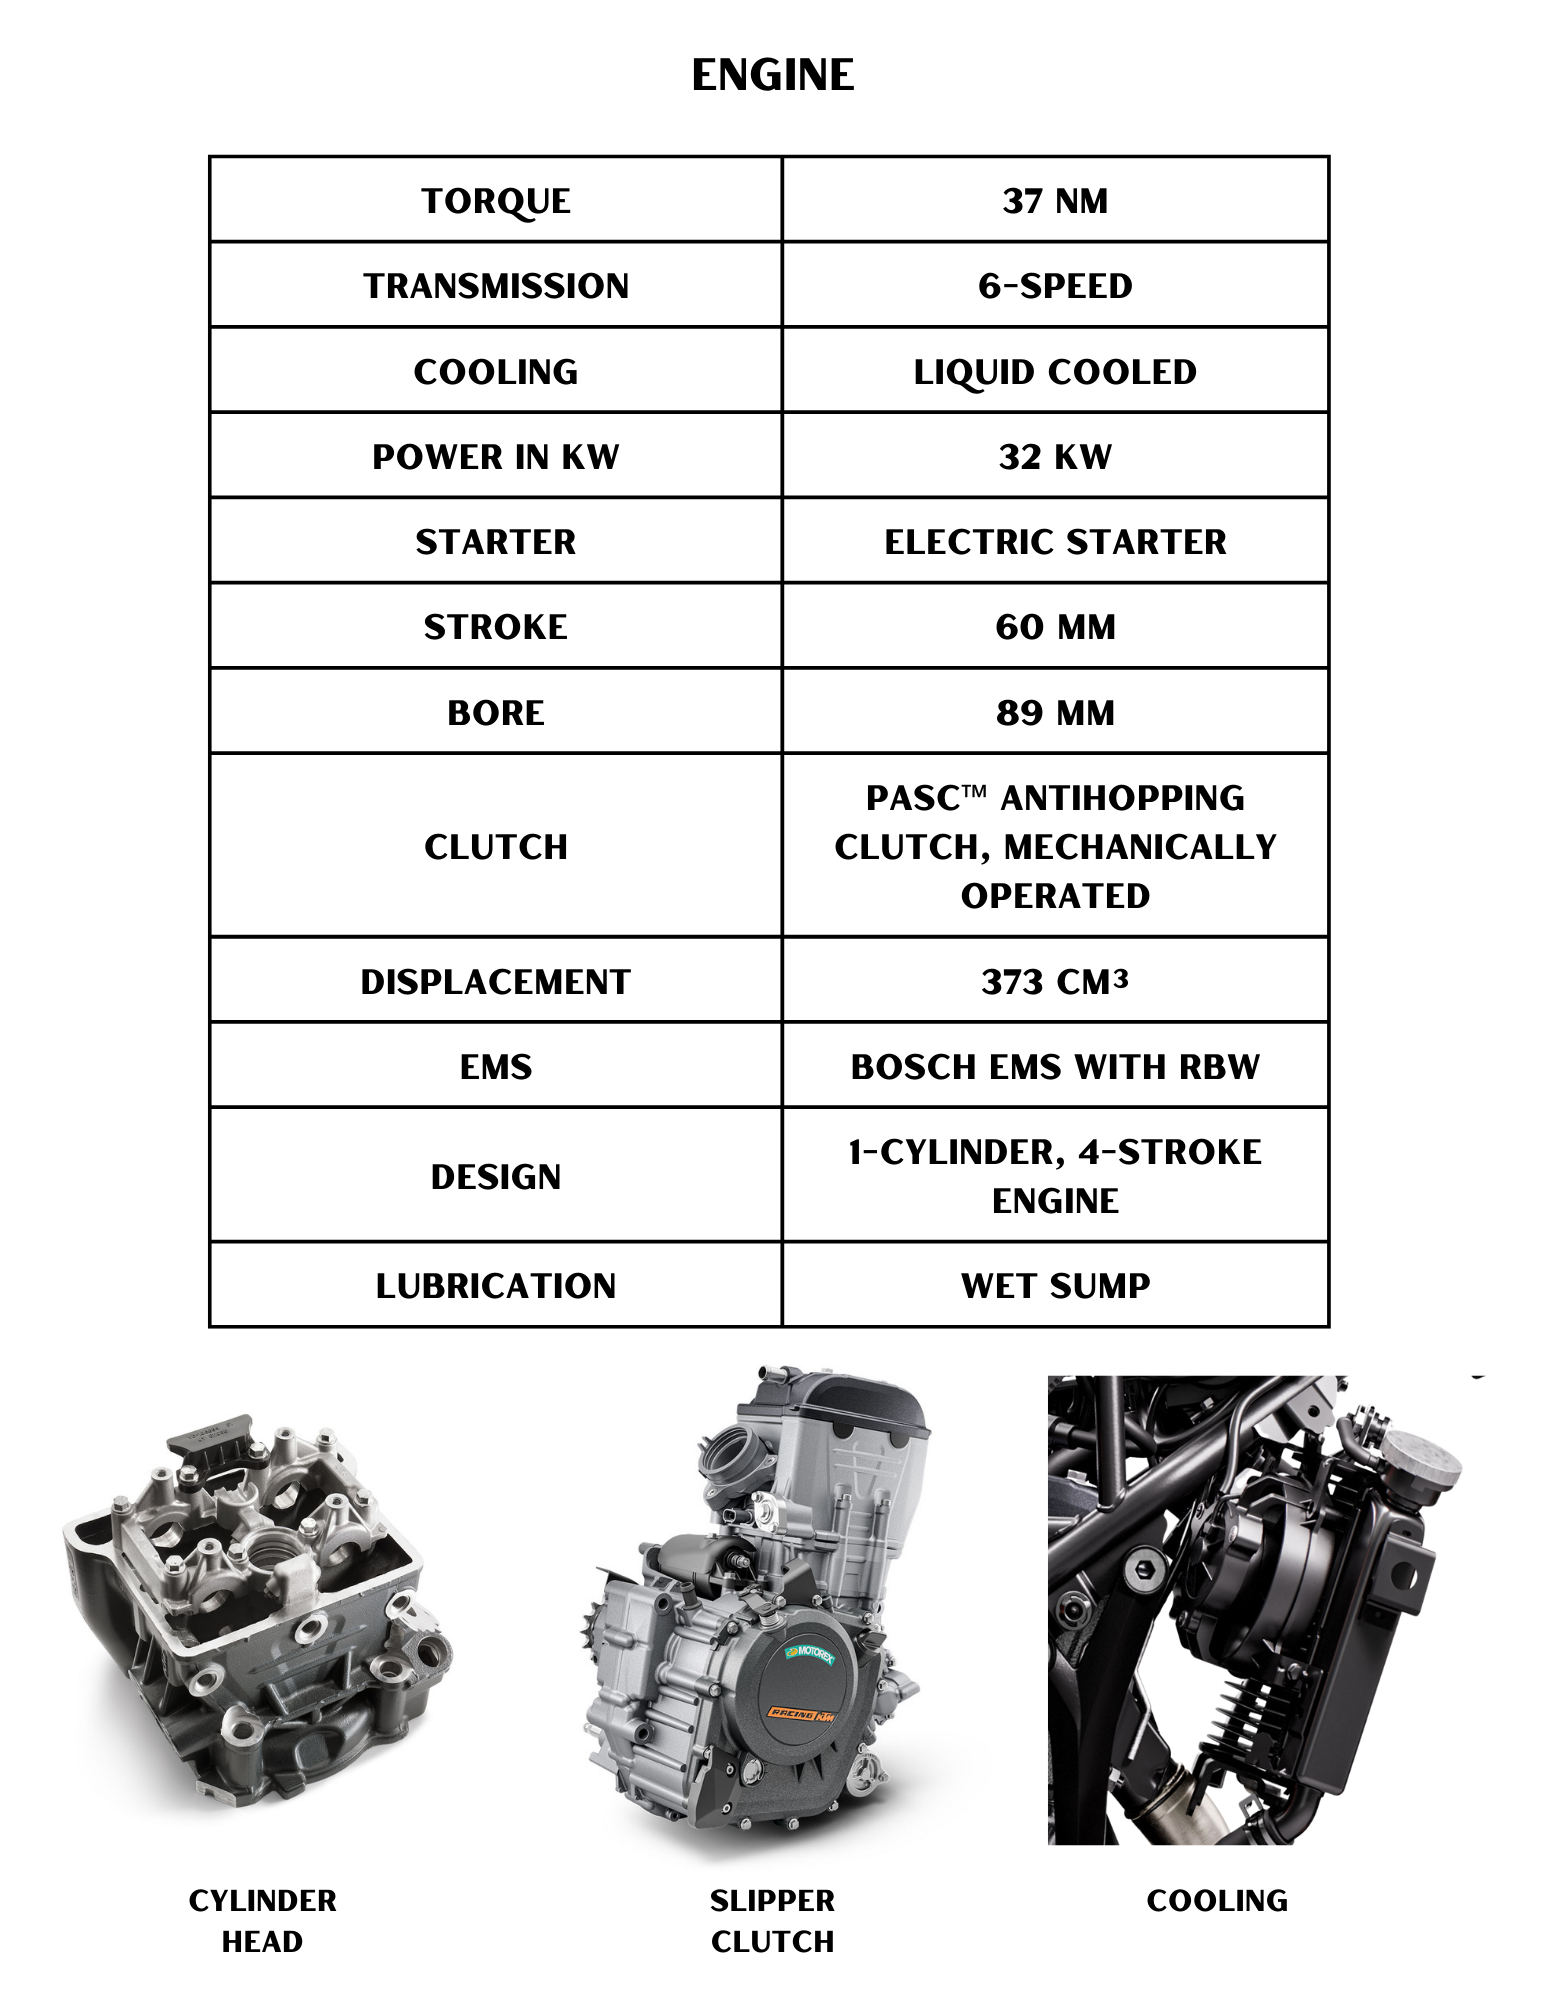 ENGINE
TORQUE 37 NM
TRANSMISSION 6-SPEED
COOLING LIQUID COOLED
POWER IN KW 32 KW
STARTER ELECTRIC STARTER
STROKE 60 MM
BORE 89 MM
CLUTCH
PASC™ ANTIHOPPING
CLUTCH, MECHANICALLY
OPERATED
DISPLACEMENT 373 CM³
EMS BOSCH EMS WITH RBW
DESIGN
1-CYLINDER, 4-STROKE
ENGINE
LUBRICATION WET SUMP
MOTOREX
RACING KTM
CYLINDER
HEAD
SLIPPER
CLUTCH
COOLING